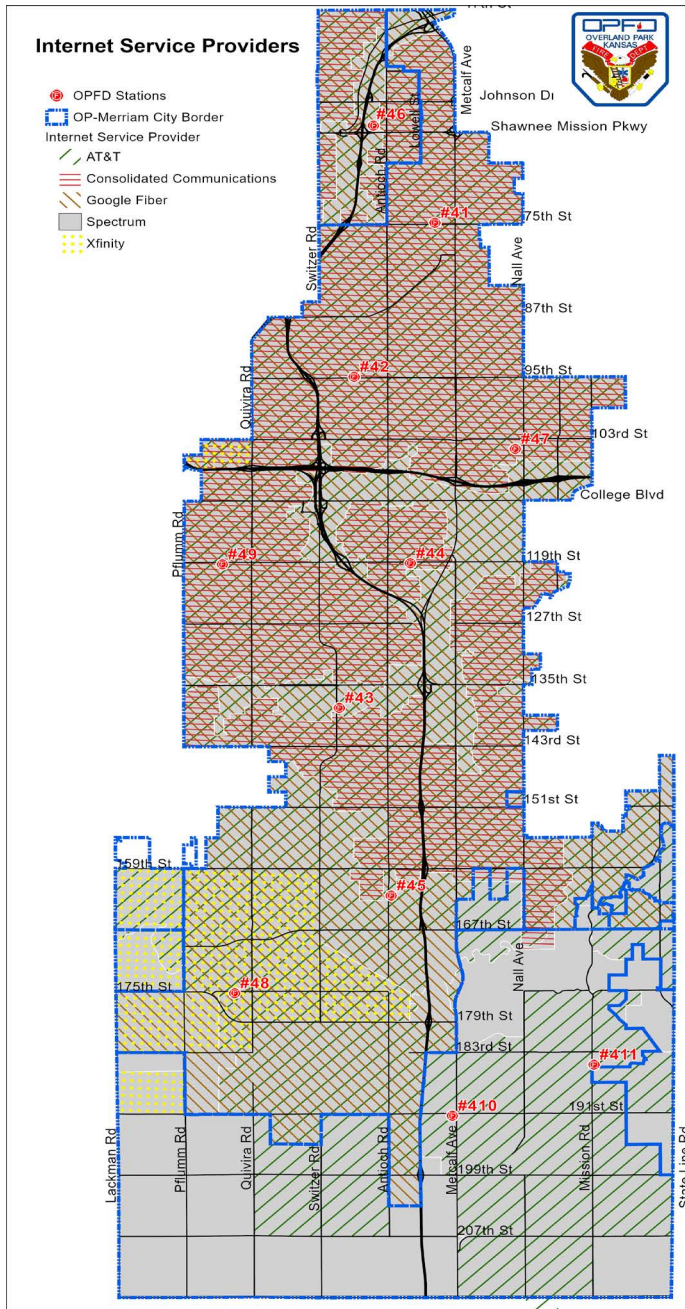 Internet Service Providers
OPFD
OVERLAND PARK
KANSAS
FIRE
DEPT
OPFD Stations
OP-Merriam City Border
Internet Service Provider
AT&T
Consolidated Communications
Google Fiber
Spectrum
Xfinity
Metcalf Ave
Johnson Dr
Shawnee Mission Pkwy
#46
Lowell St
Antioch Rd
#41
75th St
Switzer Rd
Nall Ave
87th St
#42
95th St
Quivira Rd
#47
103rd St
College Blvd
Pflumm Rd
#49
#44
119th St
127th St
135th St
#43
143rd St
151st St
159th St
#45
167th St
Nall Ave
175th St
#48
179th St
183rd St
#411
191st St
#410
Lackman Rd
Pflumm Rd
Quivira Rd
Switzer Rd
Antioch Rd
Metcalf Ave
199th St
Mission Rd
State Line Rd
207th St